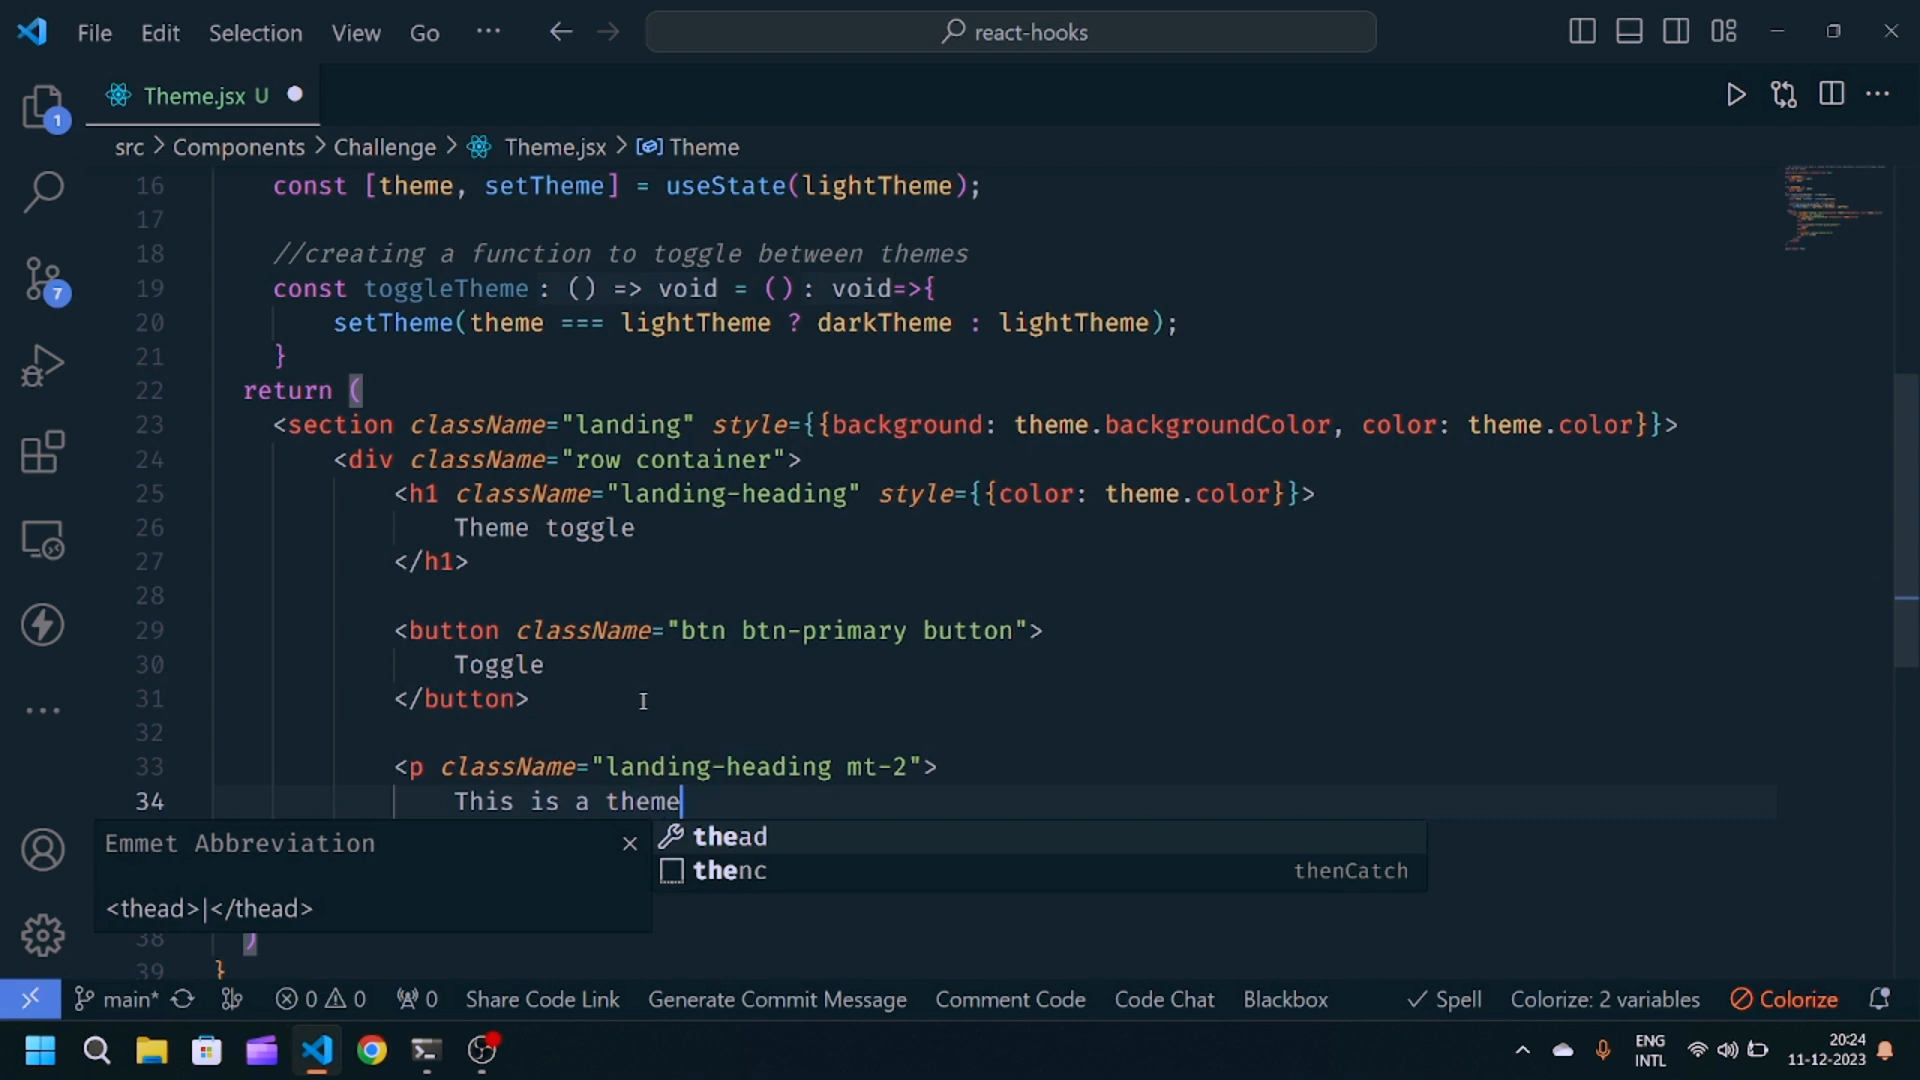 File Edit Selection View Go ··· react-hooks
Theme.jsx U
1
src > Components > Challenge > Theme.jsx > Theme
16 const [theme, setTheme] = useState(lightTheme);
17
18 //creating a function to toggle between themes
19 const toggleTheme: () => void = (): void=>{
20 setTheme(theme === lightTheme ? darkTheme : lightTheme);
21 }
22 return (
23 <section className="landing" style={{background: theme.backgroundColor, color: theme.color}}>
24 <div className="row container">
25 <h1 className="landing-heading" style={{color: theme.color}}>
26 Theme toggle
27 </h1>
28
29 <button className="btn btn-primary button">
30 Toggle
31 </button>
32
33 <p className="landing-heading mt-2">
34 This is a theme
7
Emmet Abbreviation
<thead>|</thead>
thead
thenc thenCatch
38 )
39 }
main* 0 0 0 Share Code Link Generate Commit Message Comment Code Code Chat Blackbox Spell Colorize: 2 variables Colorize
ENG
INTL
20:24
11-12-2023